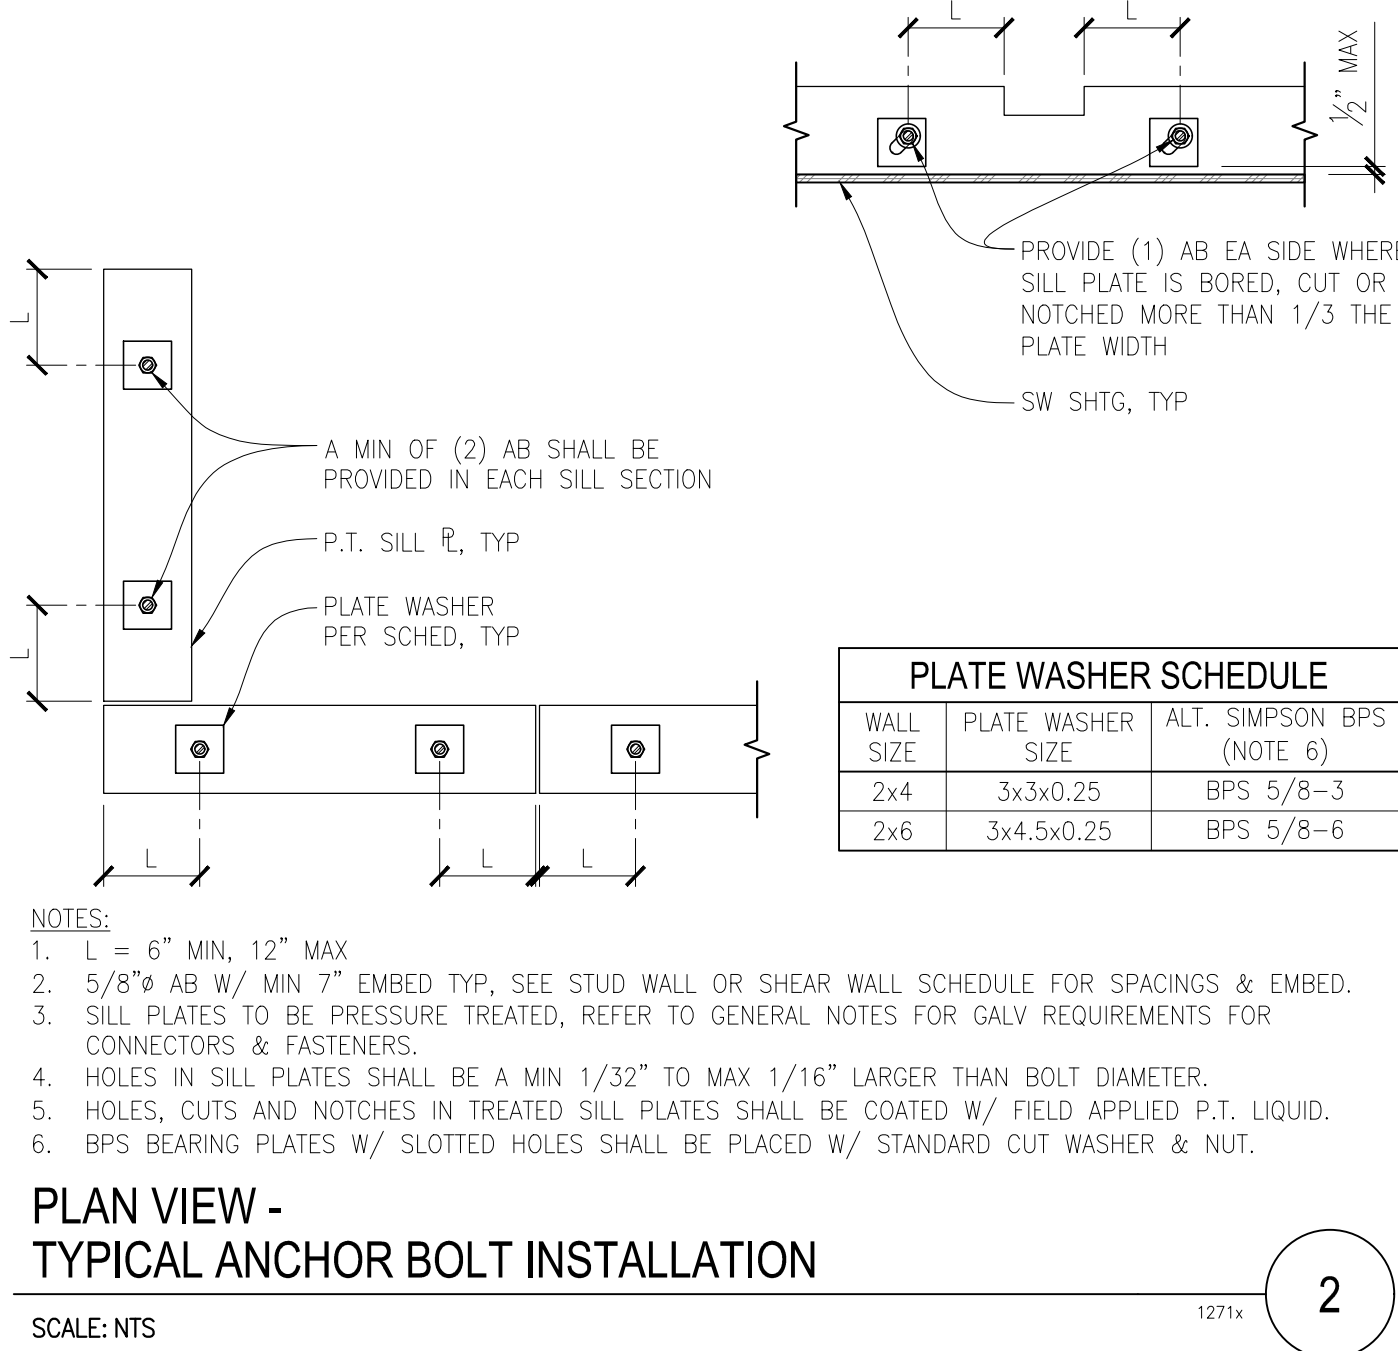 L
L
1/2" MAX
PROVIDE (1) AB EA SIDE WHERE
SILL PLATE IS BORED, CUT OR
NOTCHED MORE THAN 1/3 THE
PLATE WIDTH
SW SHTG, TYP
L
A MIN OF (2) AB SHALL BE
PROVIDED IN EACH SILL SECTION
P.T. SILL PL, TYP
PLATE WASHER
PER SCHED, TYP
L
L
L
L
PLATE WASHER SCHEDULE
WALL SIZE PLATE WASHER SIZE ALT. SIMPSON BPS (NOTE 6)
2x4 3x3x0.25 BPS 5/8-3
2x6 3x4.5x0.25 BPS 5/8-6
NOTES:
1. L = 6" MIN, 12" MAX
2. 5/8"ø AB W/ MIN 7" EMBED TYP, SEE STUD WALL OR SHEAR WALL SCHEDULE FOR SPACINGS & EMBED.
3. SILL PLATES TO BE PRESSURE TREATED, REFER TO GENERAL NOTES FOR GALV REQUIREMENTS FOR
CONNECTORS & FASTENERS.
4. HOLES IN SILL PLATES SHALL BE A MIN 1/32" TO MAX 1/16" LARGER THAN BOLT DIAMETER.
5. HOLES, CUTS AND NOTCHES IN TREATED SILL PLATES SHALL BE COATED W/ FIELD APPLIED P.T. LIQUID.
6. BPS BEARING PLATES W/ SLOTTED HOLES SHALL BE PLACED W/ STANDARD CUT WASHER & NUT.
PLAN VIEW -
TYPICAL ANCHOR BOLT INSTALLATION
SCALE: NTS
1271x
2